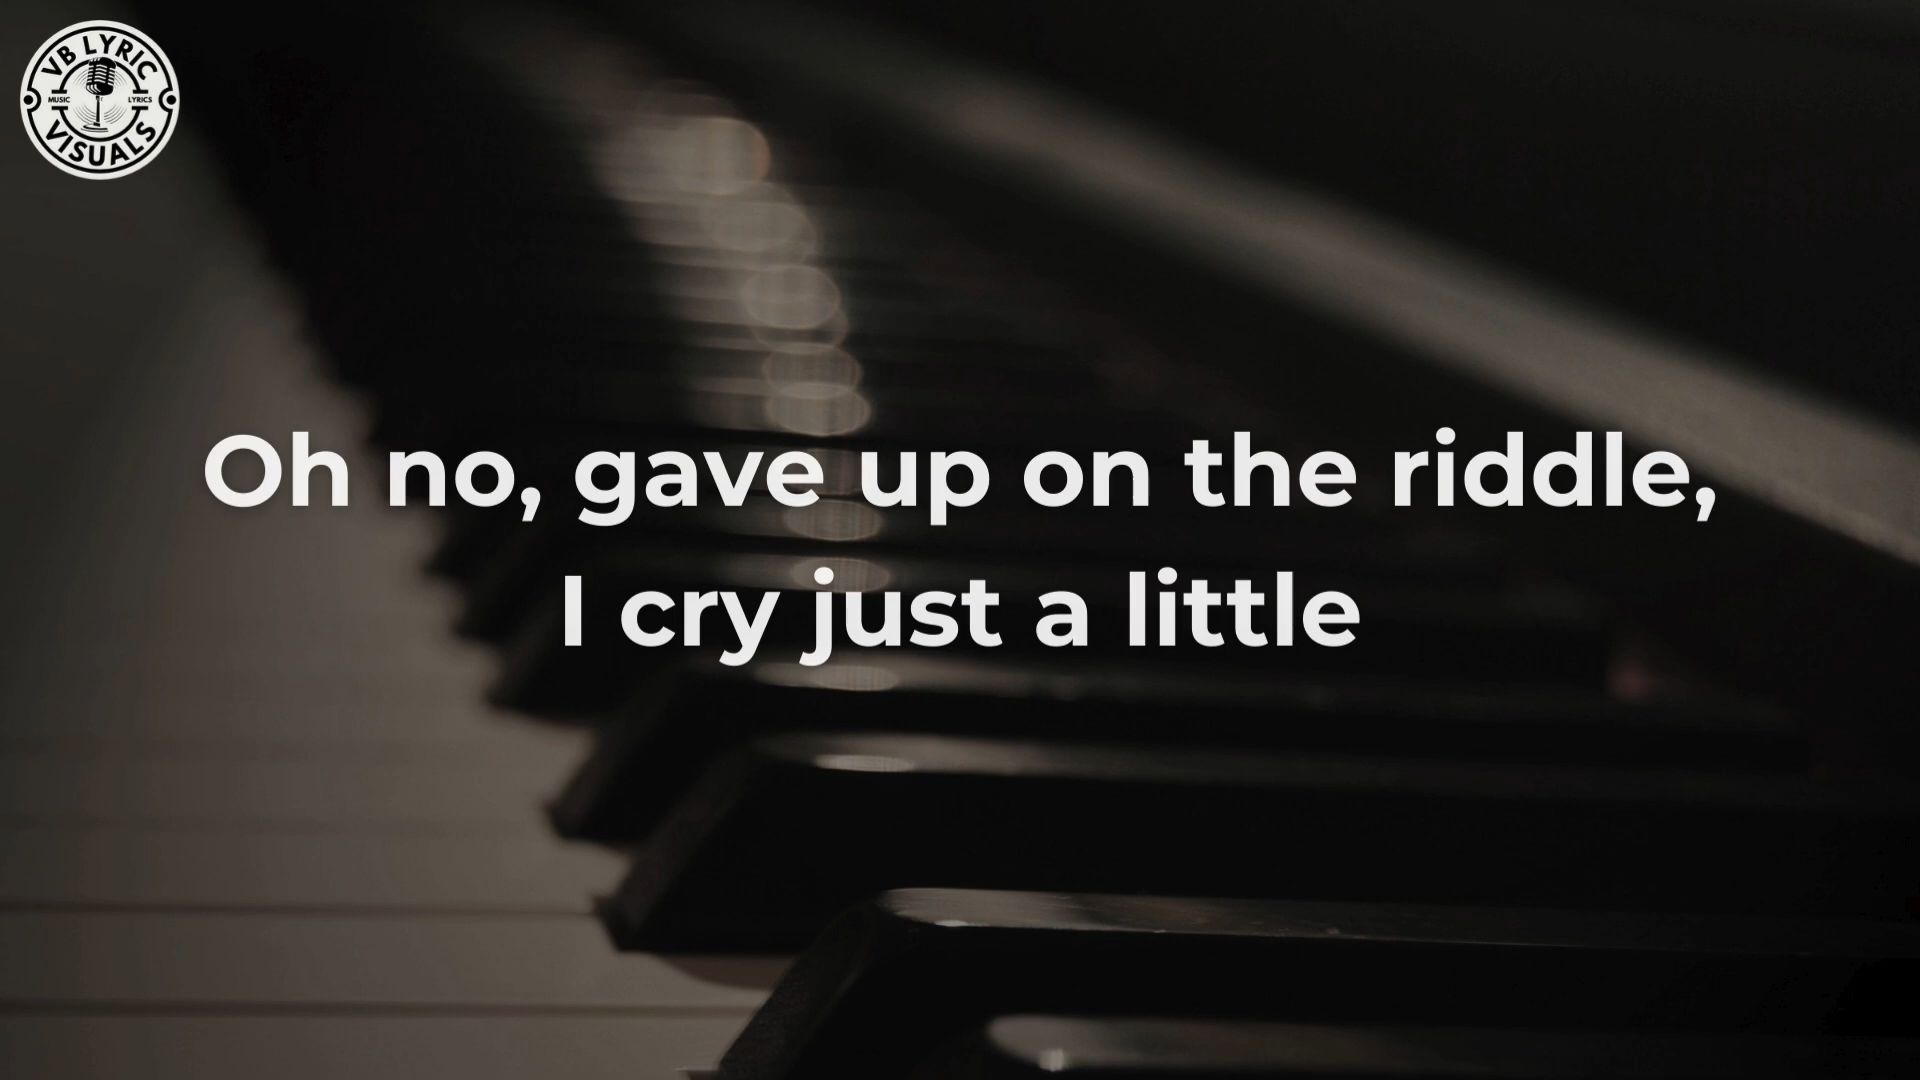 VB LYRIC
MUSIC LYRICS
VISUALS
Oh no, gave up on the riddle,
I cry just a little